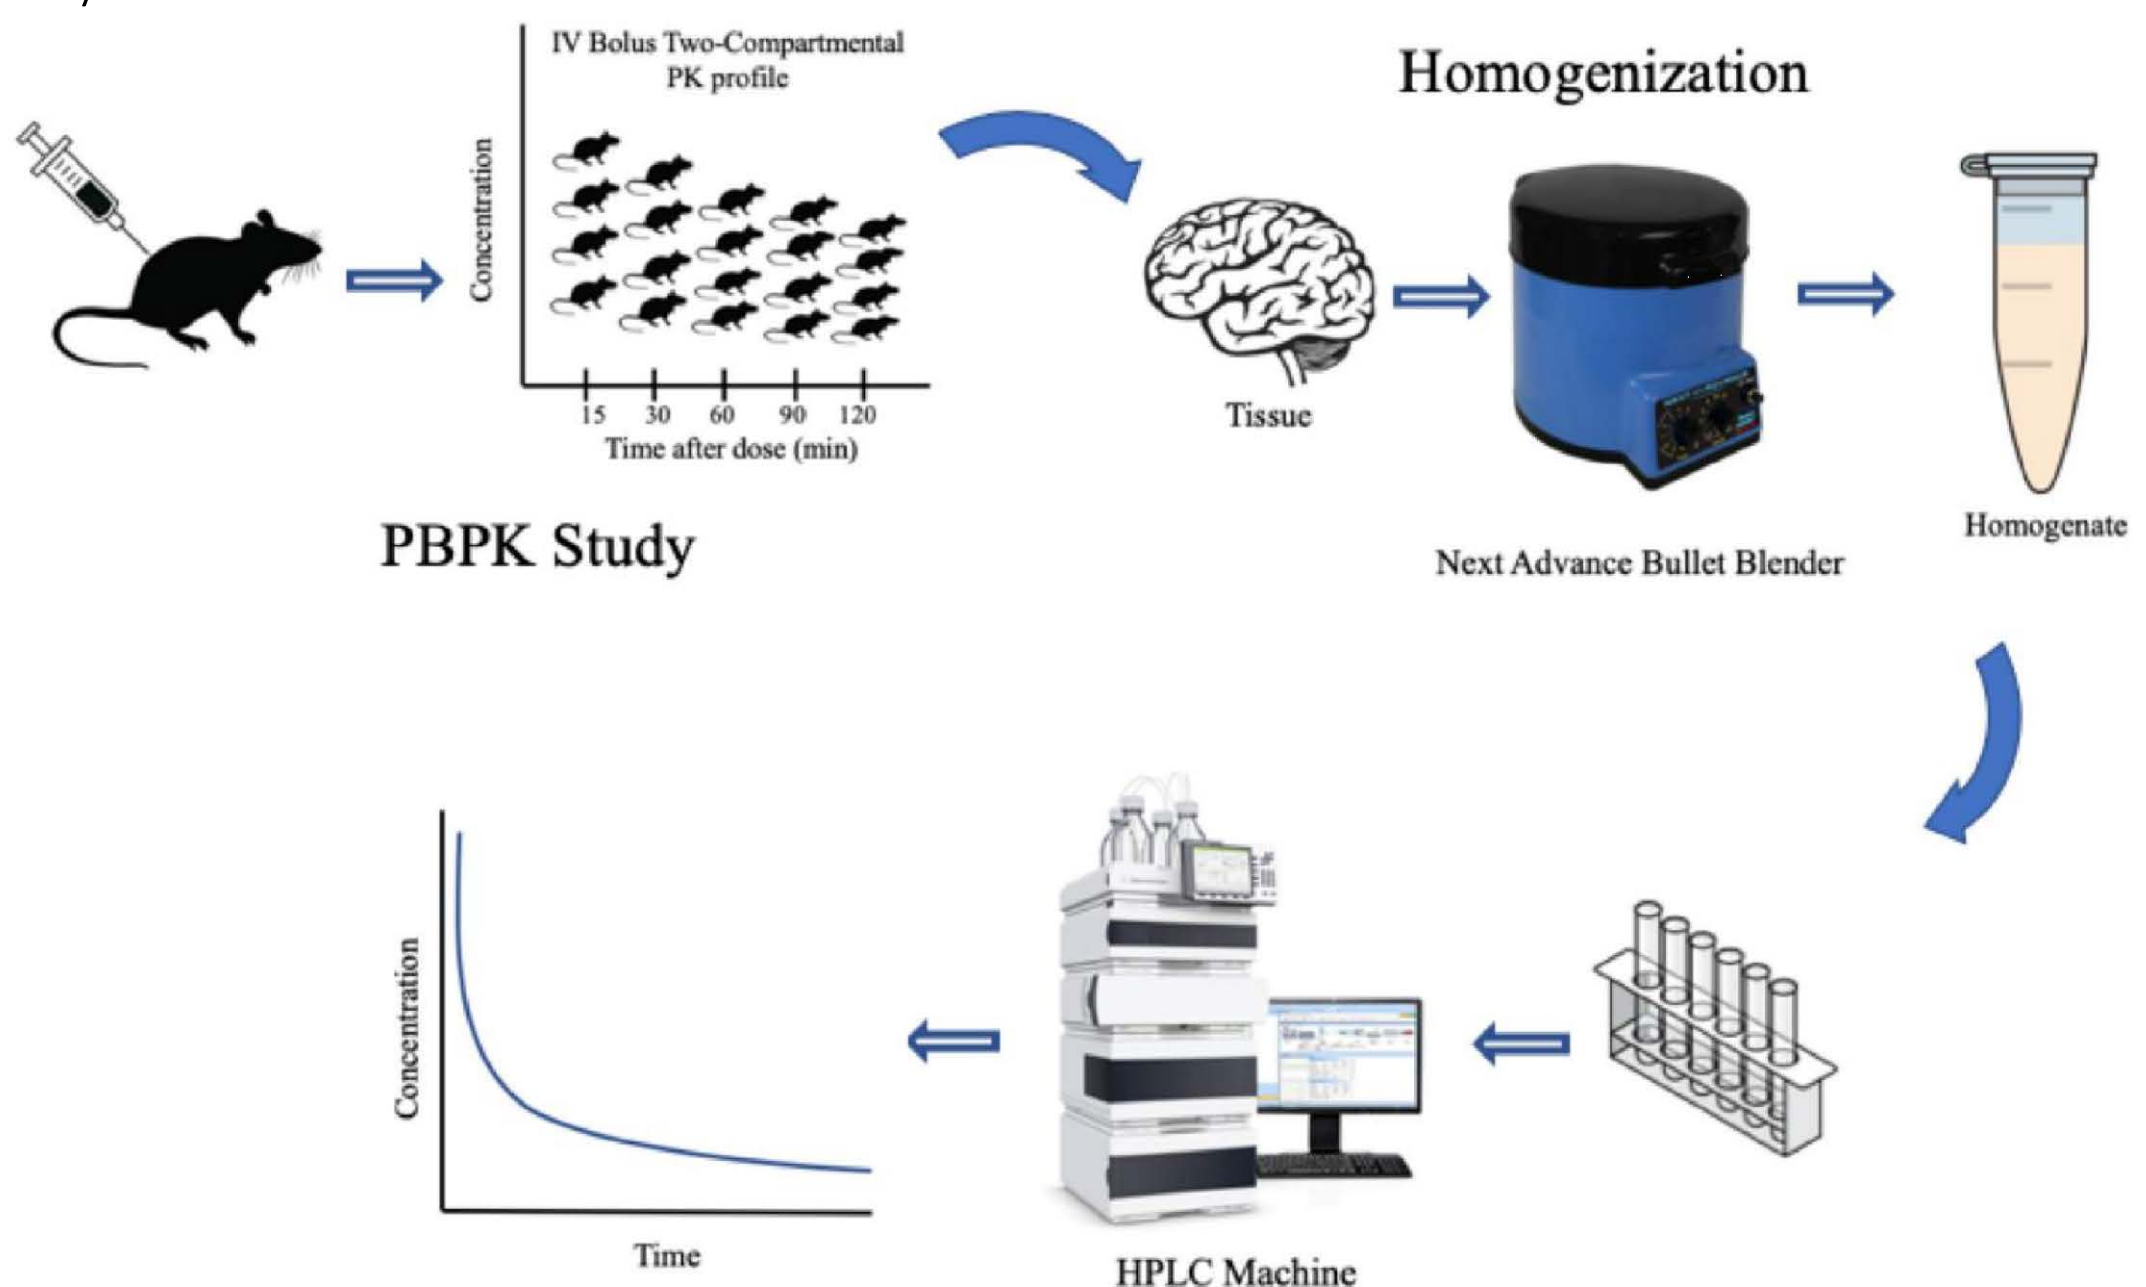 IV Bolus Two-Compartmental
PK profile
Concentration
15 30 60 90 120
Time after dose (min)
PBPK Study
Homogenization
Tissue
Next Advance Bullet Blender
Homogenate
Concentration
Time
HPLC Machine